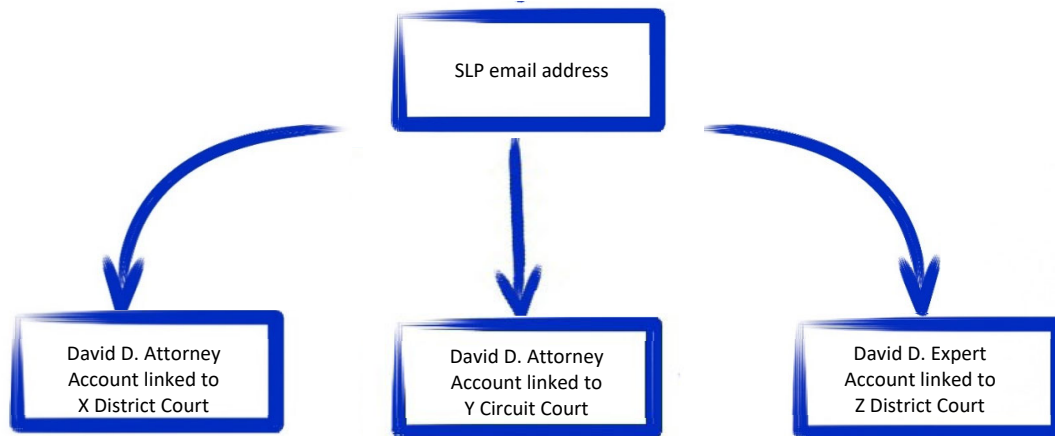 SLP email address
David D. Attorney
Account linked to
X District Court
David D. Attorney
Account linked to
Y Circuit Court
David D. Expert
Account linked to
Z District Court